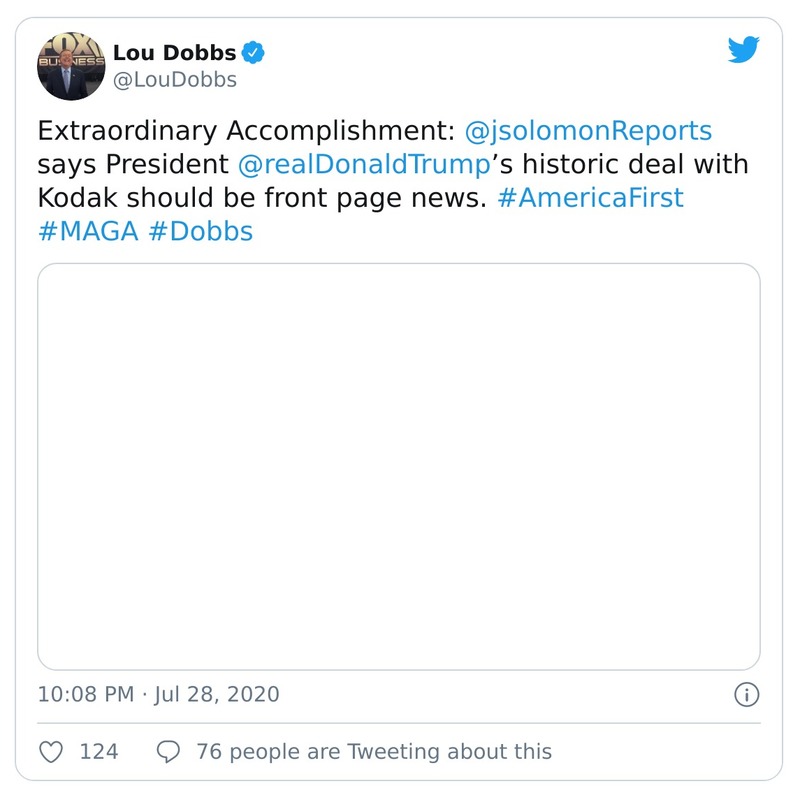 FOX
BUSINESS
Lou Dobbs
@LouDobbs
Extraordinary Accomplishment: @jsolomonReports
says President @realDonaldTrump’s historic deal with
Kodak should be front page news. #AmericaFirst
#MAGA #Dobbs
10:08 PM · Jul 28, 2020
124
76 people are Tweeting about this